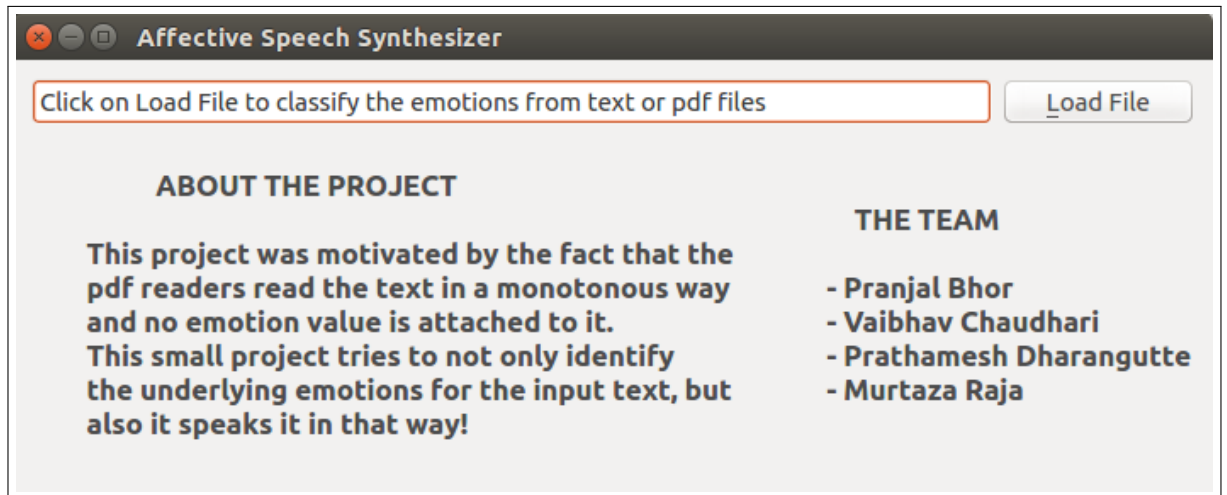 Affective Speech Synthesizer
Click on Load File to classify the emotions from text or pdf files
Load File
ABOUT THE PROJECT
This project was motivated by the fact that the
pdf readers read the text in a monotonous way
and no emotion value is attached to it.
This small project tries to not only identify
the underlying emotions for the input text, but
also it speaks it in that way!
THE TEAM
- Pranjal Bhor
- Vaibhav Chaudhari
- Prathamesh Dharangutte
- Murtaza Raja